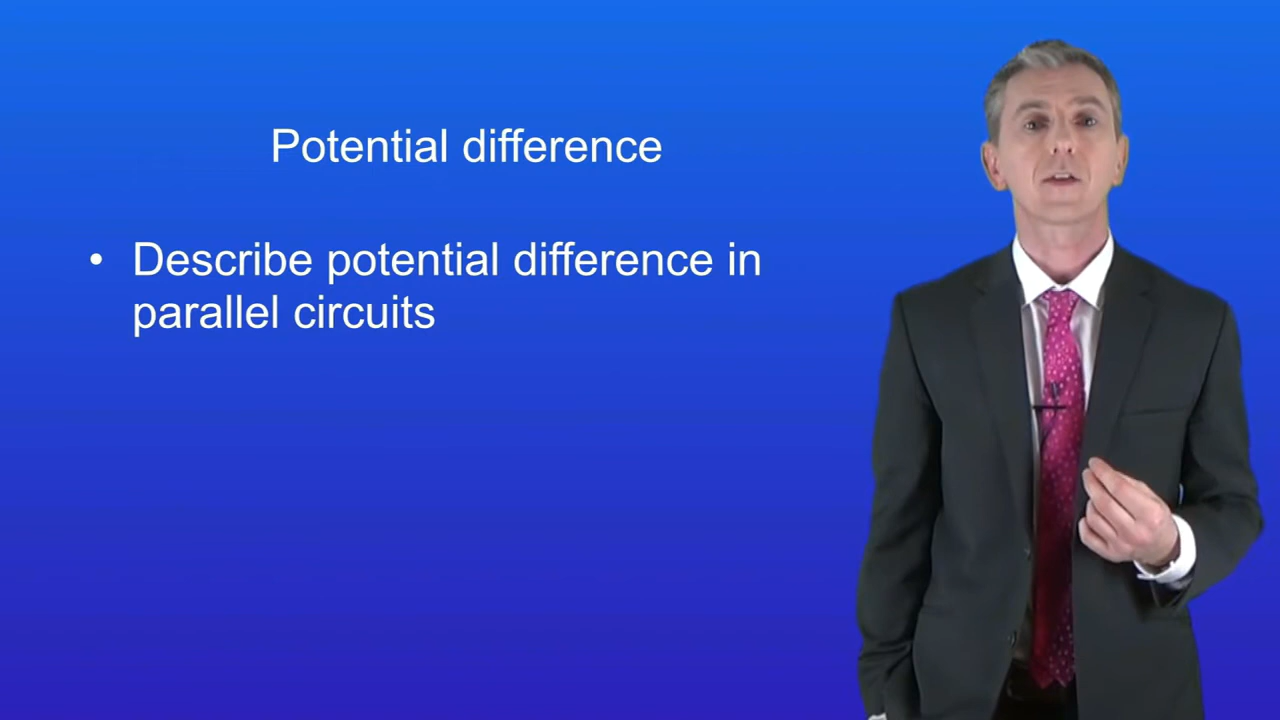 Potential difference
• Describe potential difference in
parallel circuits